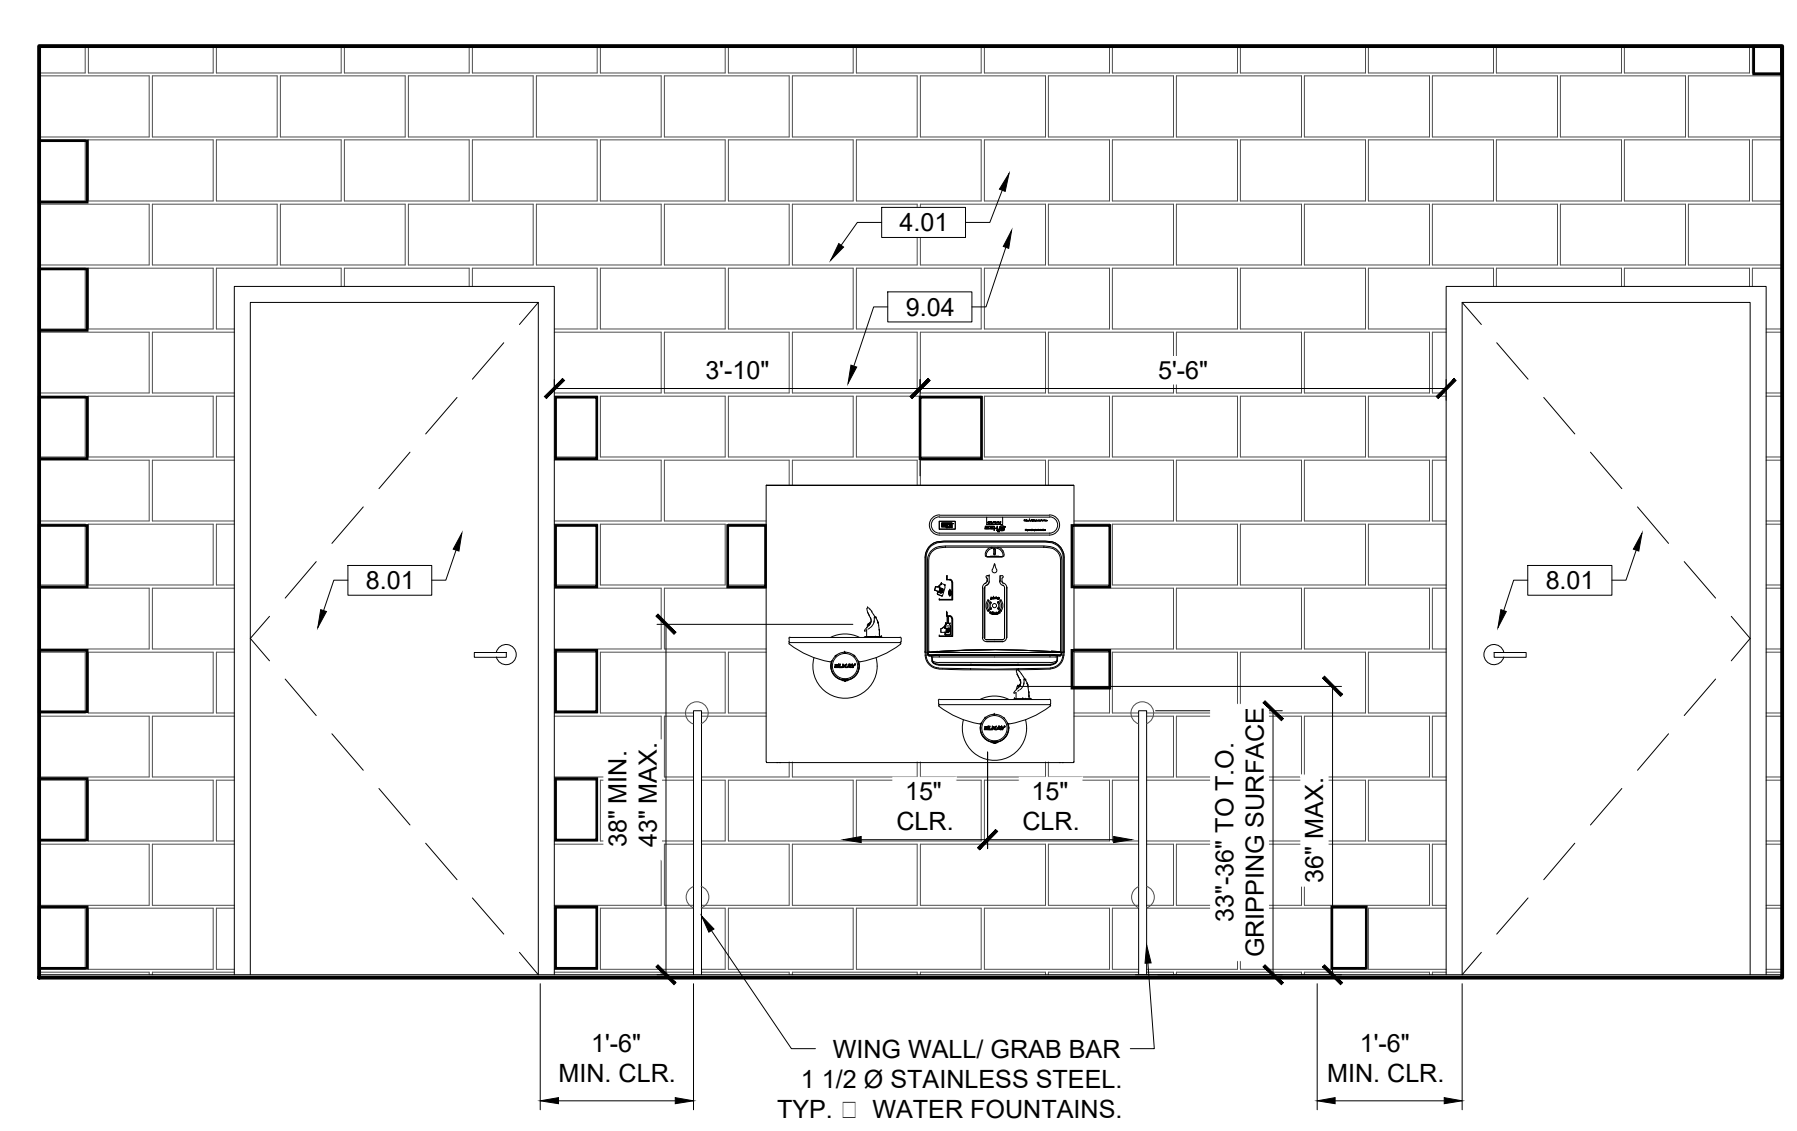 4.01
9.04
3'-10"
5'-6"
8.01
8.01
38" MIN.
43" MAX.
15"
CLR.
15"
CLR.
33"-36" TO T.O.
GRIPPING SURFACE
36" MAX.
1'-6"
MIN. CLR.
WING WALL/ GRAB BAR
1 1/2 Ø STAINLESS STEEL.
TYP. □ WATER FOUNTAINS.
1'-6"
MIN. CLR.